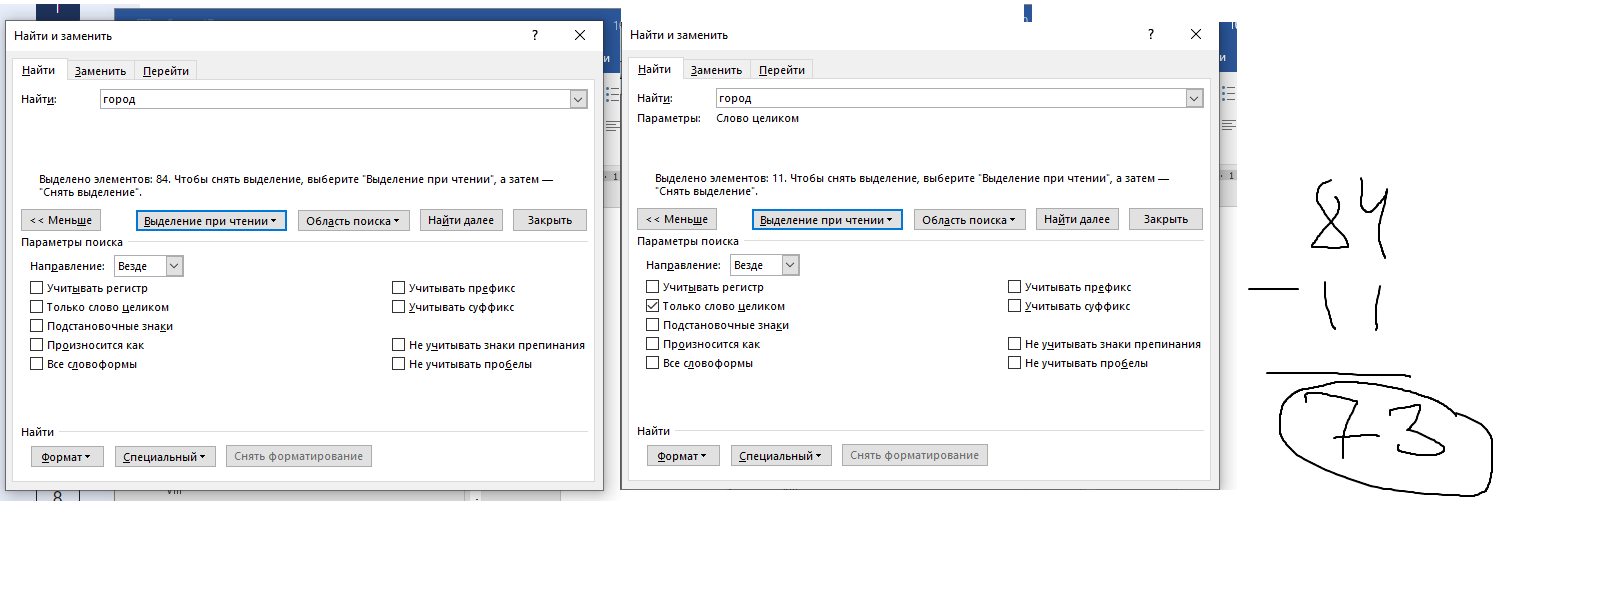 Найти и заменить
?
Найти
Заменить
Перейти
Найти:
город
Выделено элементов: 84. Чтобы снять выделение, выберите "Выделение при чтении", а затем —
"Снять выделение".
<< Меньше
Выделение при чтении
Область поиска
Найти далее
Закрыть
Параметры поиска
Направление:
Везде
Учитывать регистр
Учитывать префикс
Только слово целиком
Учитывать суффикс
Подстановочные знаки
Произносится как
Не учитывать знаки препинания
Все словоформы
Не учитывать пробелы
Найти
Формат
Специальный
Снять форматирование
8
VIII
и
1
Найти и заменить
?
Найти
Заменить
Перейти
Найти:
город
Параметры:
Слово целиком
Выделено элементов: 11. Чтобы снять выделение, выберите "Выделение при чтении", а затем —
"Снять выделение".
<< Меньше
Выделение при чтении
Область поиска
Найти далее
Закрыть
Параметры поиска
Направление:
Везде
Учитывать регистр
Учитывать префикс
Только слово целиком
Учитывать суффикс
Подстановочные знаки
Произносится как
Не учитывать знаки препинания
Все словоформы
Не учитывать пробелы
Найти
Формат
Специальный
Снять форматирование
и
1
84
— 11
73